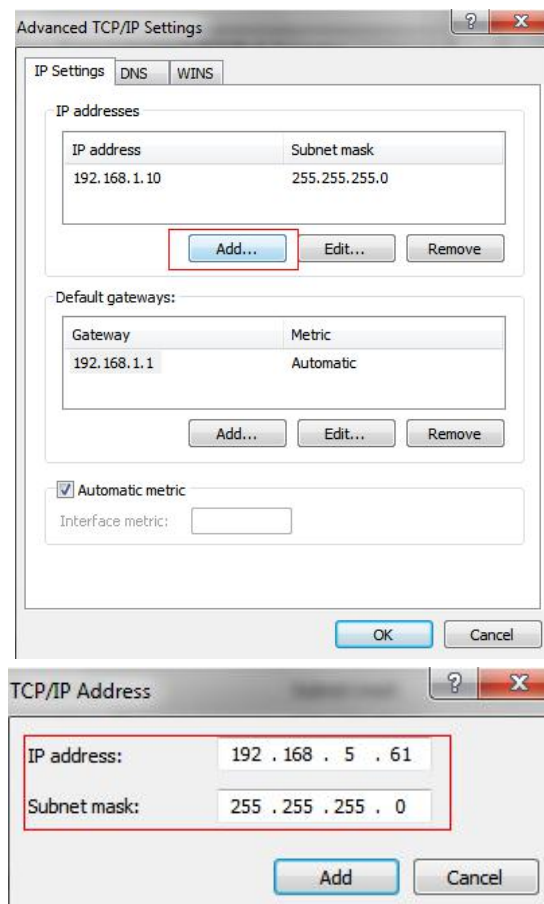 Advanced TCP/IP Settings
IP Settings DNS WINS
IP addresses
IP address Subnet mask
192.168.1.10 255.255.255.0
Add... Edit... Remove
Default gateways:
Gateway Metric
192.168.1.1 Automatic
Add... Edit... Remove
Automatic metric
Interface metric:
OK Cancel
TCP/IP Address
IP address: 192 . 168 . 5 . 61
Subnet mask: 255 . 255 . 255 . 0
Add Cancel